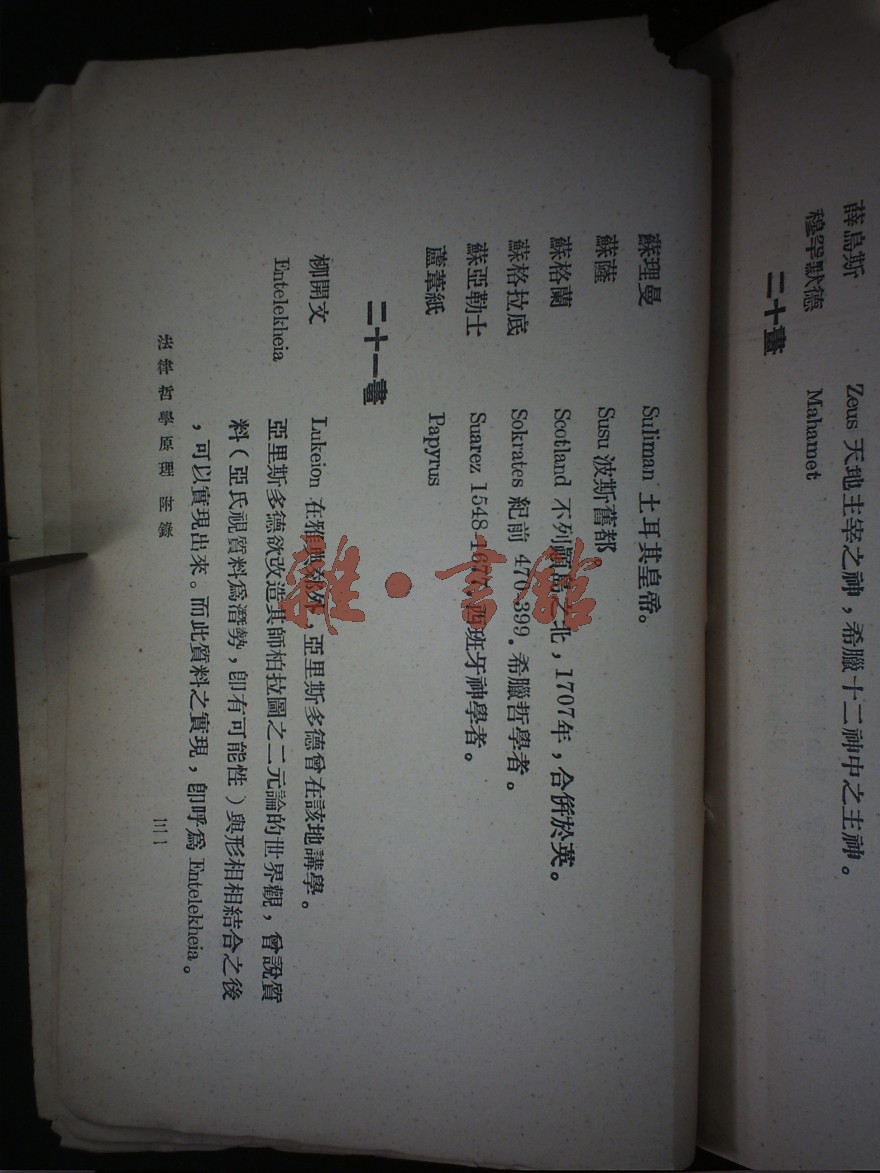 薛烏斯 Zeus 天地主宰之神，希臘十二神中之主神。
穆罕默德 Mahamet
二十畫
蘇理曼 Suliman 土耳其皇帝。
蘇薩 Susu 波斯舊都。
蘇格蘭 Scotland 不列顛島之北，1707年，合併於英。
蘇格拉底 Sokrates 紀前 470-399．希臘哲學者。
蘇亞勒士 Suarez 1548- 西班牙神學者。
蘆葦紙 Papyrus
二十一畫
柳開文 Lukeion 在雅典郊外，亞里斯多德曾在該地講學。
Entelekheia 亞里斯多德欲改造其師柏拉圖之二元論的世界觀，曾說質
料（亞氏視質料爲潛勢，卽有可能性）與形相相結合之後
，可以實現出來。而此質料之實現，卽呼爲 Entelekheia。
哲學原理 附錄